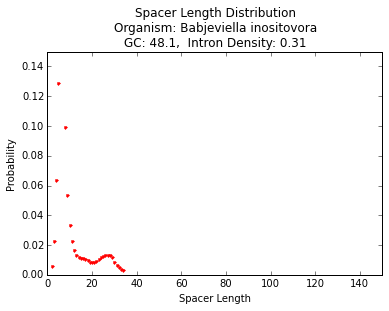 Spacer Length Distribution
Organism: Babjeviella inositovora
GC: 48.1,  Intron Density: 0.31
0.14
0.12
0.10
0.08
0.06
0.04
0.02
0.00
Probability
0 20 40 60 80 100 120 140
Spacer Length